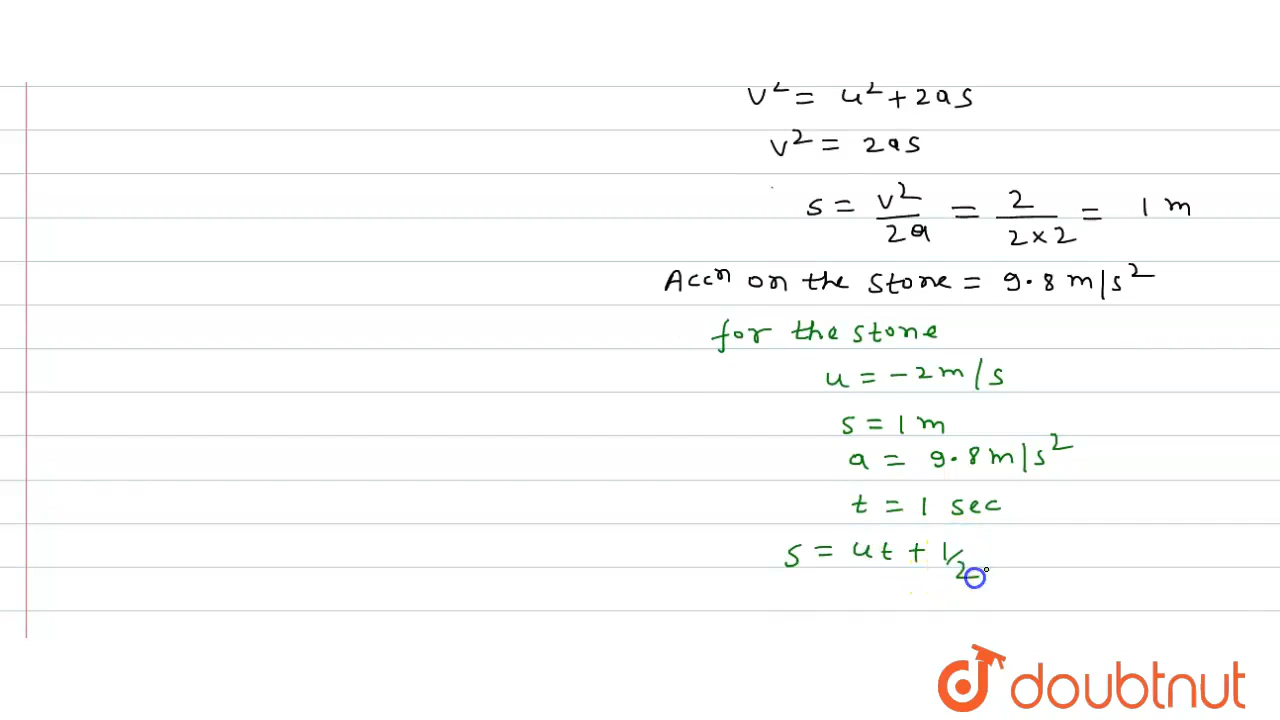 v² = u² + 2as
v² = 2as
s = v²/2a = 2/2×2 = 1 m
Accⁿ on the stone = 9.8 m/s²
for the stone
u = -2 m/s
s = 1 m
a = 9.8 m/s²
t = 1 sec
s = ut + 1/2
doubtnut